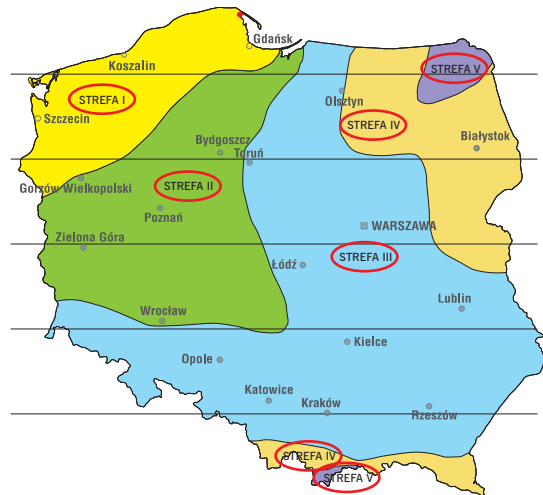 Gdańsk
Koszalin
STREFA V
STREFA I
Olsztyn
Szczecin
STREFA IV
Bydgoszcz
Białystok
Toruń
Gorzów Wielkopolski
STREFA II
Poznań
WARSZAWA
Zielona Góra
STREFA III
Łódź
Lublin
Wrocław
Kielce
Opole
Katowice
Kraków
Rzeszów
STREFA IV
STREFA V